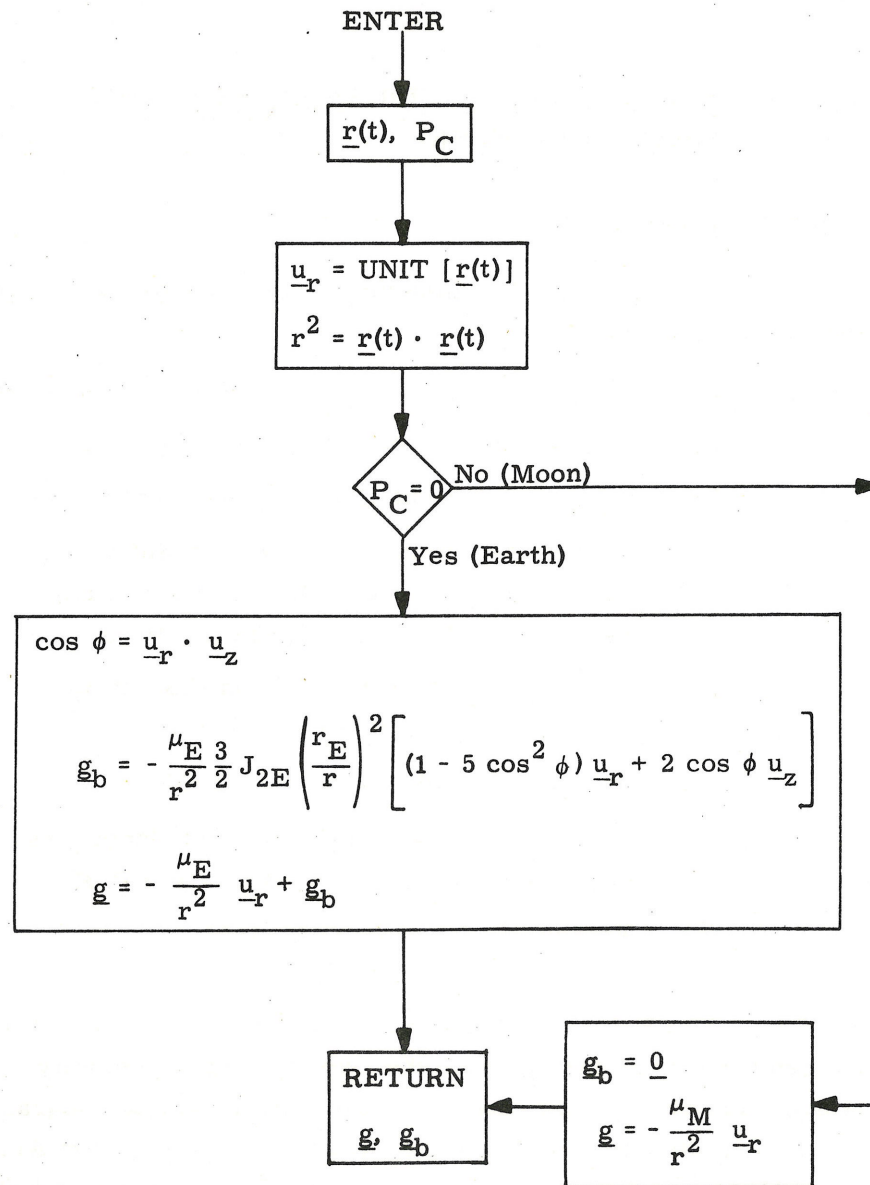 ENTER
r(t), P_C
u_r = UNIT [r(t)]
r^2 = r(t) · r(t)
P_C = 0
No (Moon)
Yes (Earth)
cos φ = u_r · u_z
g_b = - μ_E/r^2 3/2 J_2E (r_E/r)^2 [(1 - 5 cos^2 φ) u_r + 2 cos φ u_z]
g = - μ_E/r^2 u_r + g_b
RETURN
g, g_b
g_b = 0
g = - μ_M/r^2 u_r